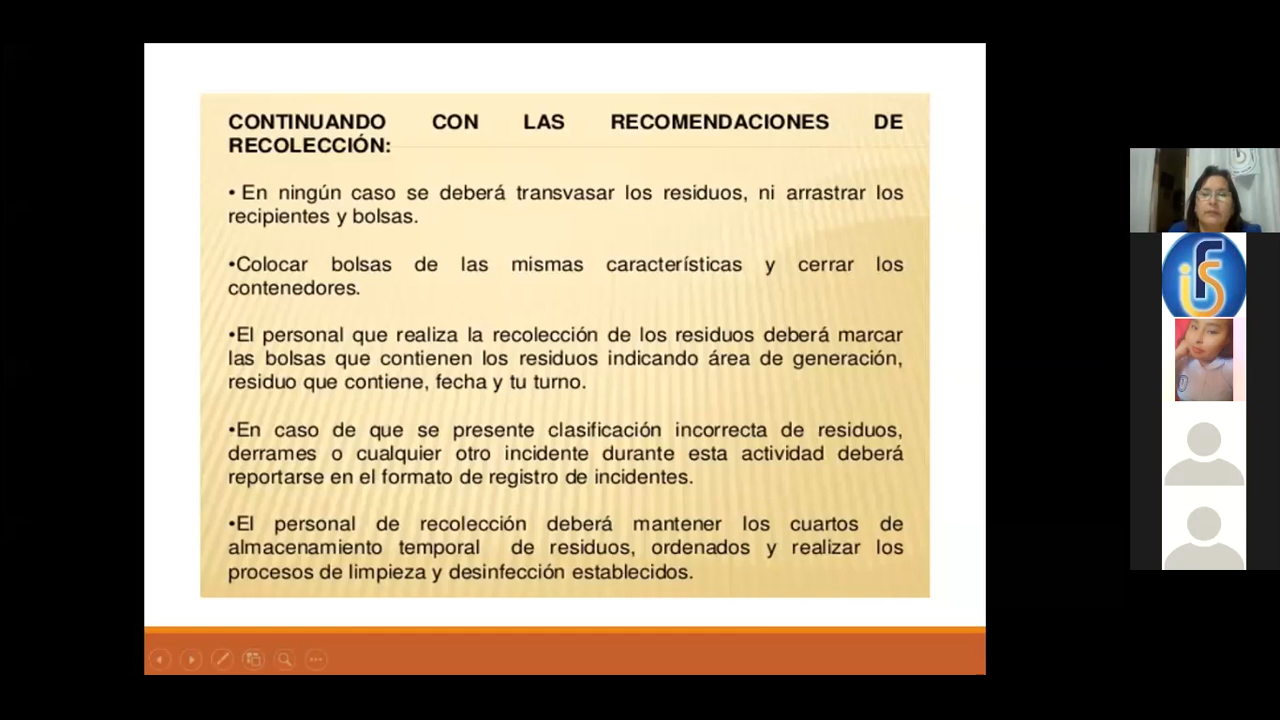 CONTINUANDO CON LAS RECOMENDACIONES DE
RECOLECCIÓN:
• En ningún caso se deberá transvasar los residuos, ni arrastrar los
recipientes y bolsas.
•Colocar bolsas de las mismas características y cerrar los
contenedores.
•El personal que realiza la recolección de los residuos deberá marcar
las bolsas que contienen los residuos indicando área de generación,
residuo que contiene, fecha y tu turno.
•En caso de que se presente clasificación incorrecta de residuos,
derrames o cualquier otro incidente durante esta actividad deberá
reportarse en el formato de registro de incidentes.
•El personal de recolección deberá mantener los cuartos de
almacenamiento temporal de residuos, ordenados y realizar los
procesos de limpieza y desinfección establecidos.